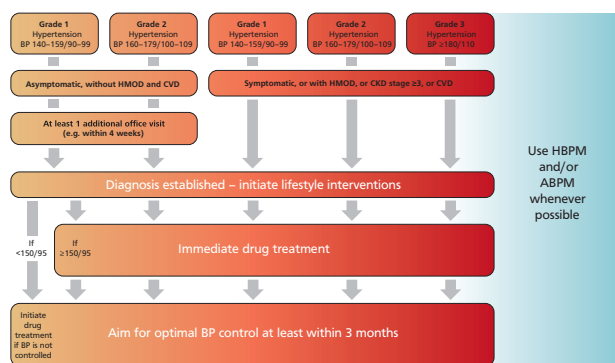 Grade 1
Hypertension
BP 140–159/90–99
Grade 2
Hypertension
BP 160–179/100–109
Grade 1
Hypertension
BP 140–159/90–99
Grade 2
Hypertension
BP 160–179/100–109
Grade 3
Hypertension
BP ≥180/110
Asymptomatic, without HMOD and CVD
Symptomatic, or with HMOD, or CKD stage ≥3, or CVD
At least 1 additional office visit
(e.g. within 4 weeks)
Use HBPM
and/or
ABPM
whenever
possible
Diagnosis established – initiate lifestyle interventions
If
<150/95
If
≥150/95
Immediate drug treatment
Initiate
drug
treatment
if BP is not
controlled
Aim for optimal BP control at least within 3 months